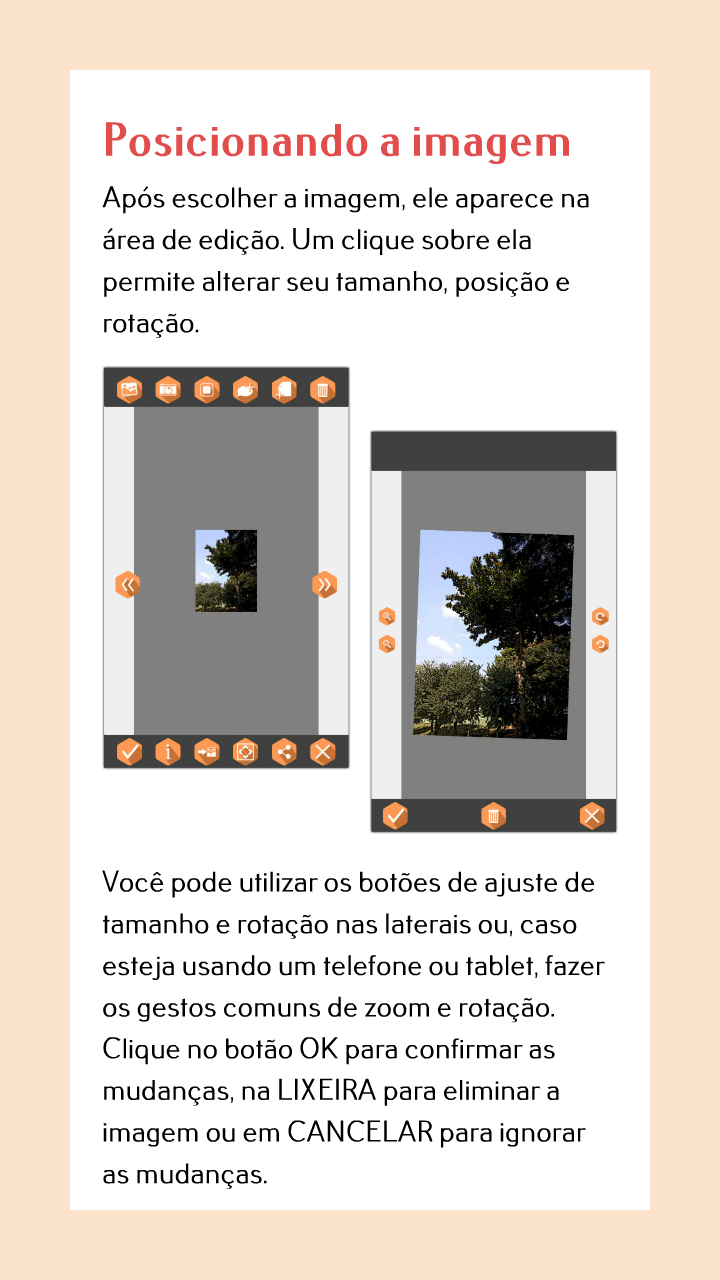 Posicionando a imagem
Após escolher a imagem, ele aparece na
área de edição. Um clique sobre ela
permite alterar seu tamanho, posição e
rotação.
Você pode utilizar os botões de ajuste de
tamanho e rotação nas laterais ou, caso
esteja usando um telefone ou tablet, fazer
os gestos comuns de zoom e rotação.
Clique no botão OK para confirmar as
mudanças, na LIXEIRA para eliminar a
imagem ou em CANCELAR para ignorar
as mudanças.